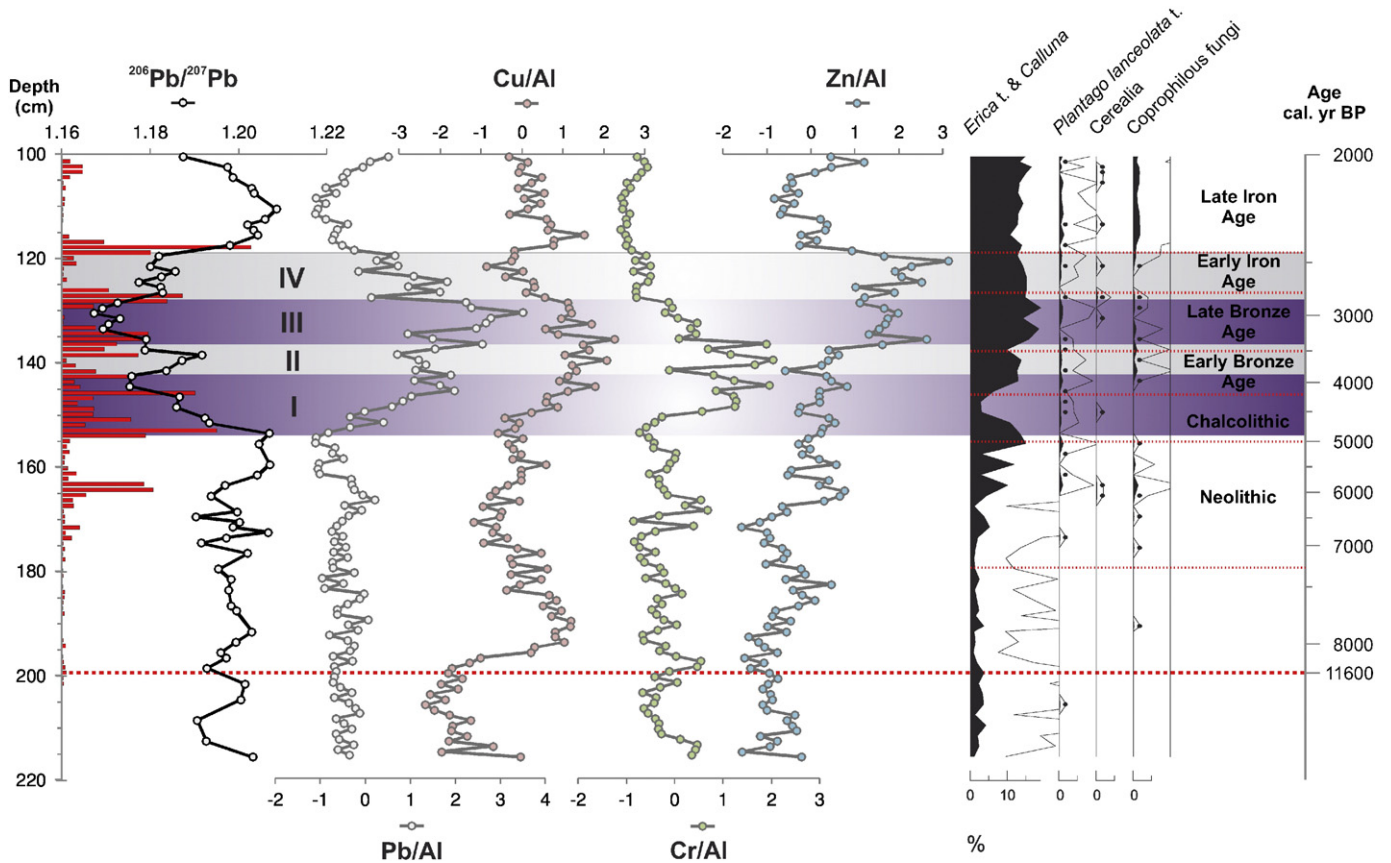 Depth
(cm)
206Pb/207Pb
Cu/Al
Zn/Al
Erica t. & Calluna
Plantago lanceolata t.
Cerealia
Coprophilous fungi
Age
cal. yr BP
1.16 1.18 1.20 1.22
-3 -2 -1 0 1 2 3
-2 -1 0 1 2 3
100
120
140
160
180
200
220
IV
III
II
I
Late Iron
Age
Early Iron
Age
Late Bronze
Age
Early Bronze
Age
Chalcolithic
Neolithic
2000
3000
4000
5000
6000
7000
8000
11600
-2 -1 0 1 2 3 4
-2 -1 0 1 2 3
0 10 0 0 0
Pb/Al
Cr/Al
%